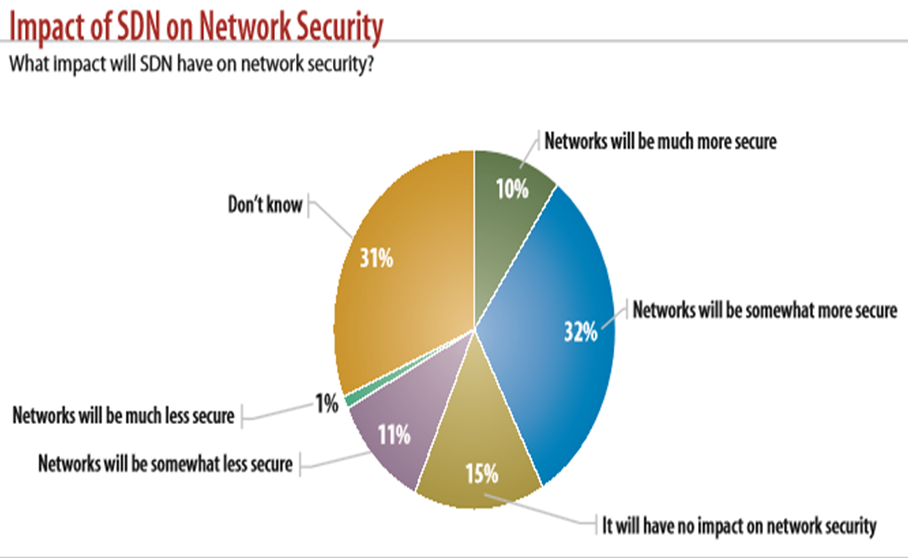 Impact of SDN on Network Security
What impact will SDN have on network security?
Networks will be much more secure
10%
Don't know
31%
Networks will be somewhat more secure
32%
Networks will be much less secure
1%
Networks will be somewhat less secure
11%
15%
It will have no impact on network security